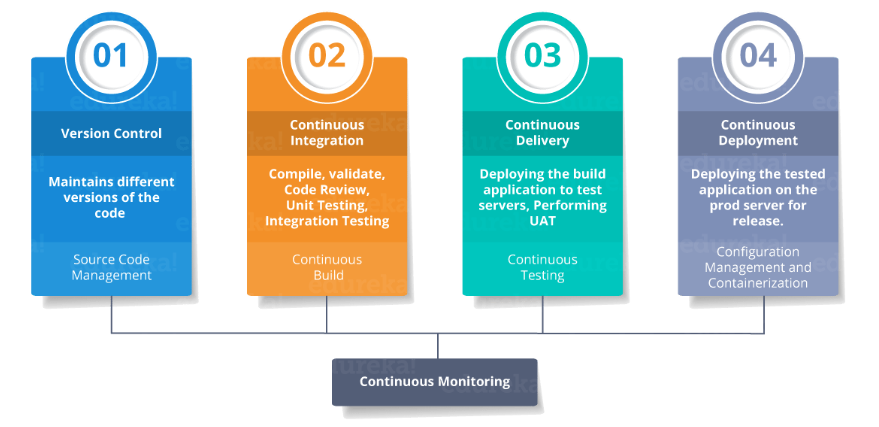 01
Version Control
Maintains different
versions of the
code
Source Code
Management
02
Continuous
Integration
Compile, validate,
Code Review,
Unit Testing,
Integration Testing
Continuous
Build
03
Continuous
Delivery
Deploying the build
application to test
servers, Performing
UAT
Continuous
Testing
04
Continuous
Deployment
Deploying the tested
application on the
prod server for
release.
Configuration
Management and
Containerization
Continuous Monitoring
edureka!